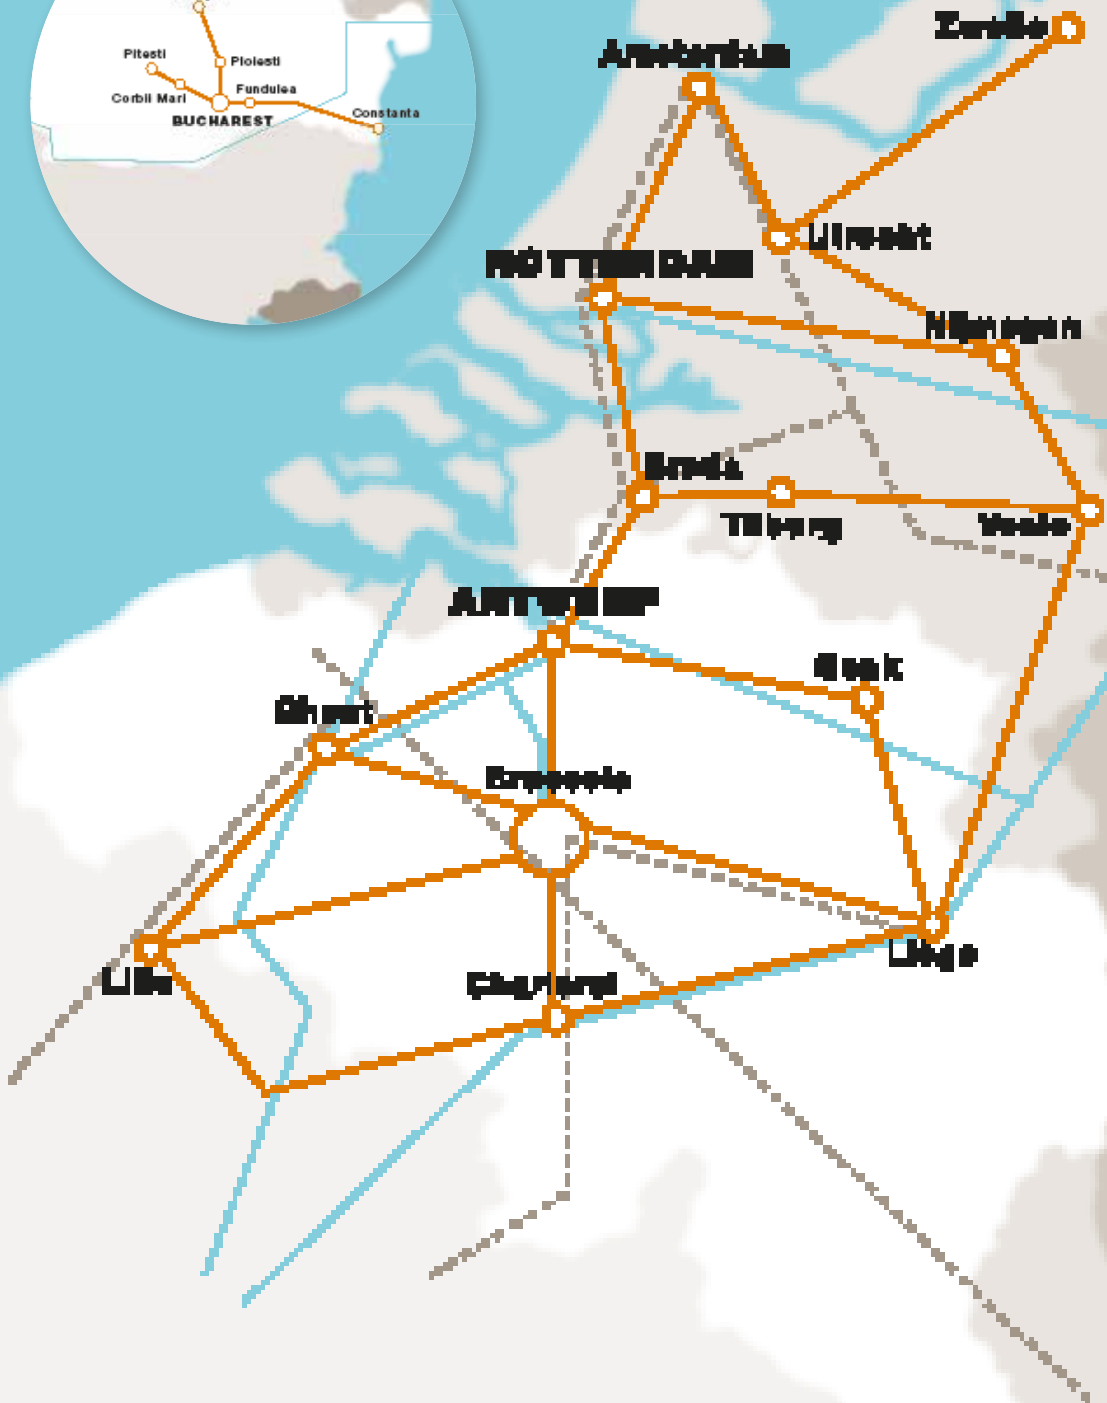 Pitesti
Ploiesti
Corbii Mari
Fundulea
BUCHAREST
Constanta
Zwolle
Amsterdam
Utrecht
ROTTERDAM
Nijmegen
Breda
Tilburg
Venlo
ANTWERP
Genk
Ghent
Brussels
Liège
Lille
Charleroi